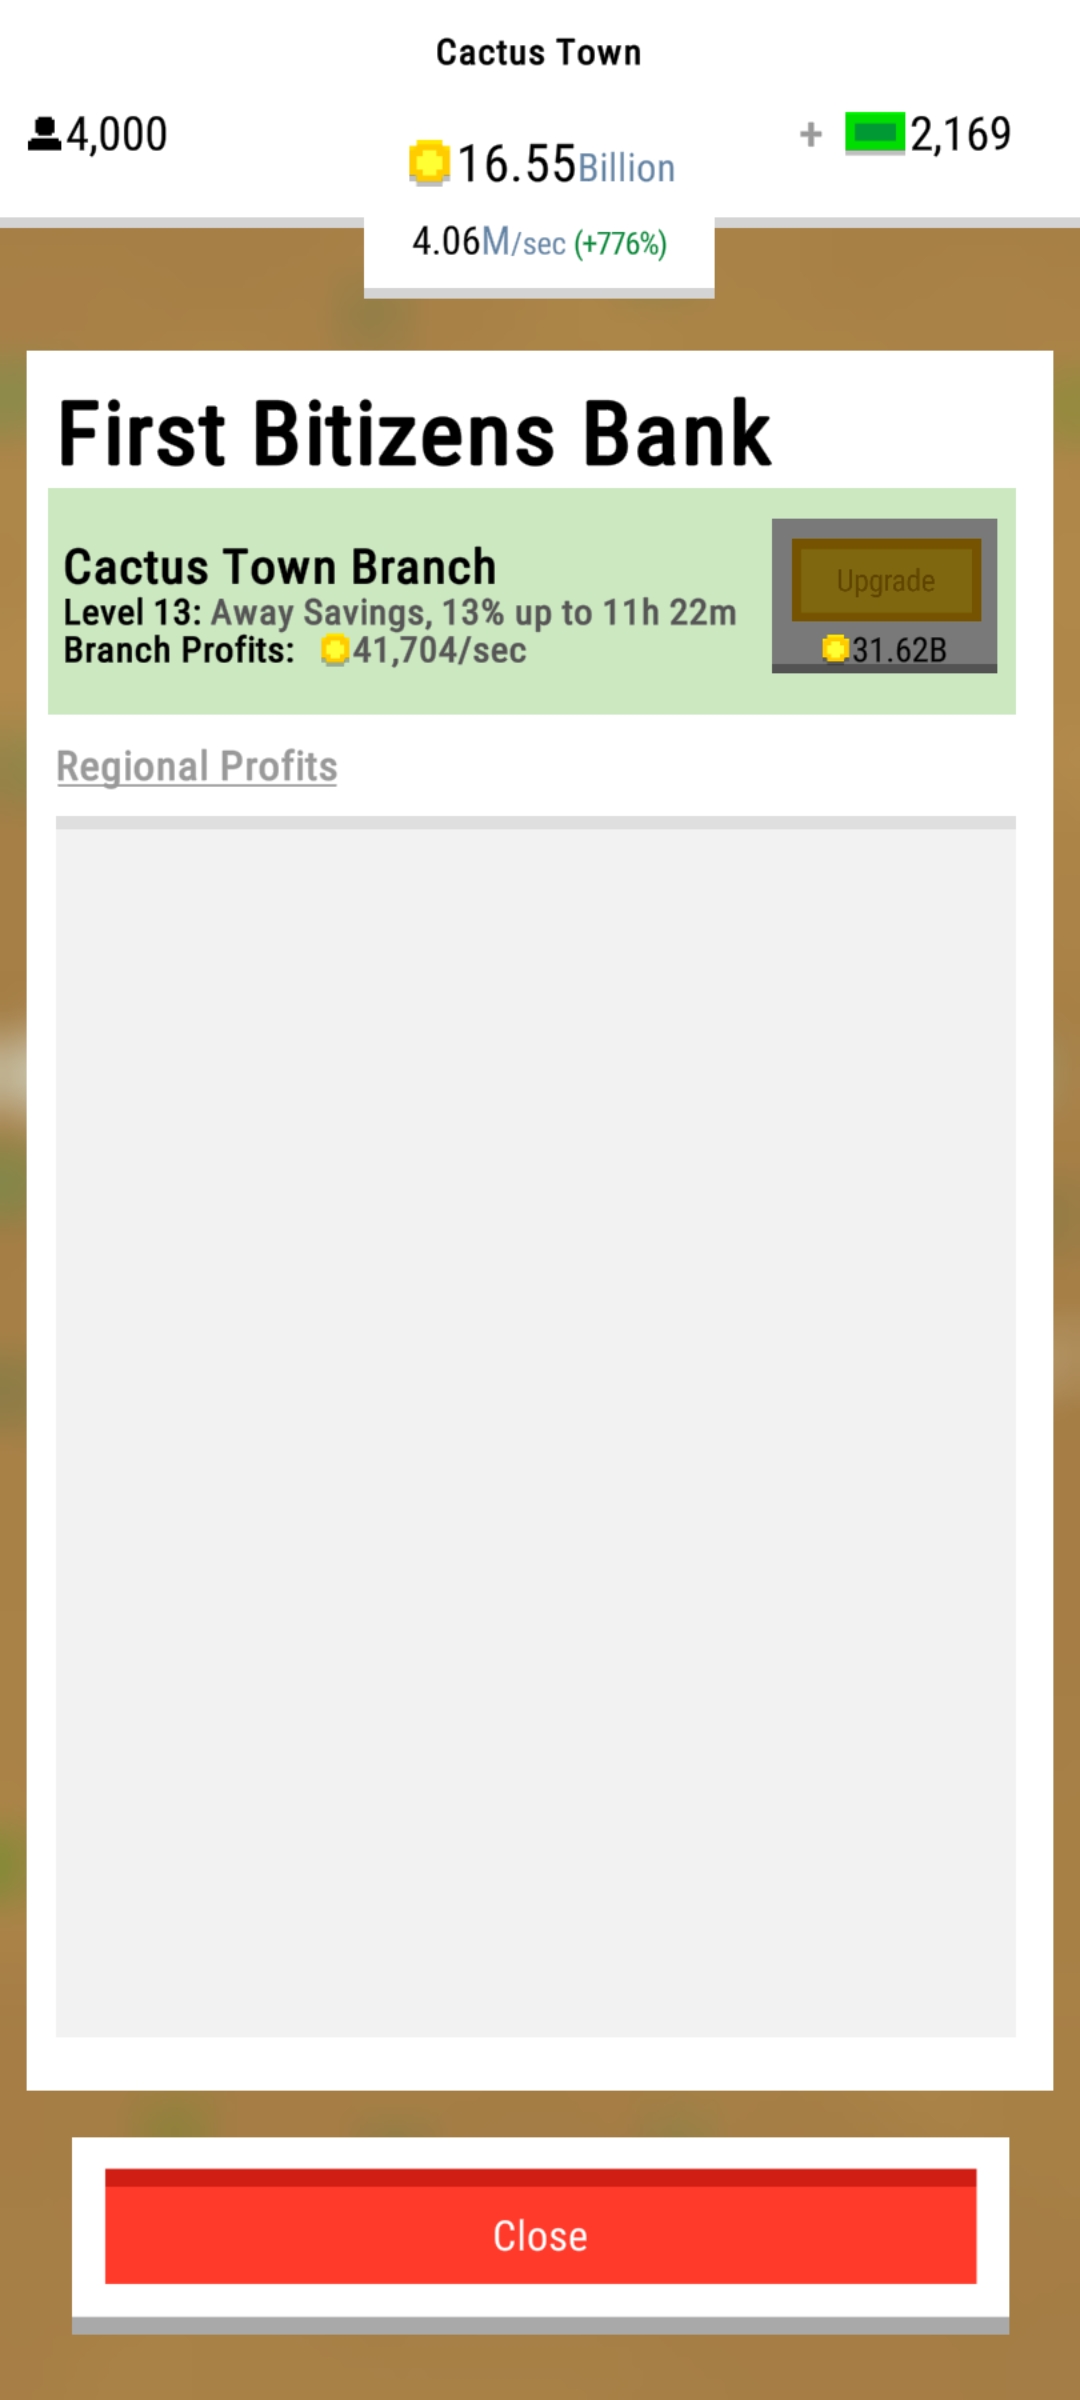 Cactus Town
4,000
+ 2,169
16.55Billion
4.06M/sec (+776%)
First Bitizens Bank
Cactus Town Branch
Level 13: Away Savings, 13% up to 11h 22m
Branch Profits: 41,704/sec
Upgrade
31.62B
Regional Profits
Close